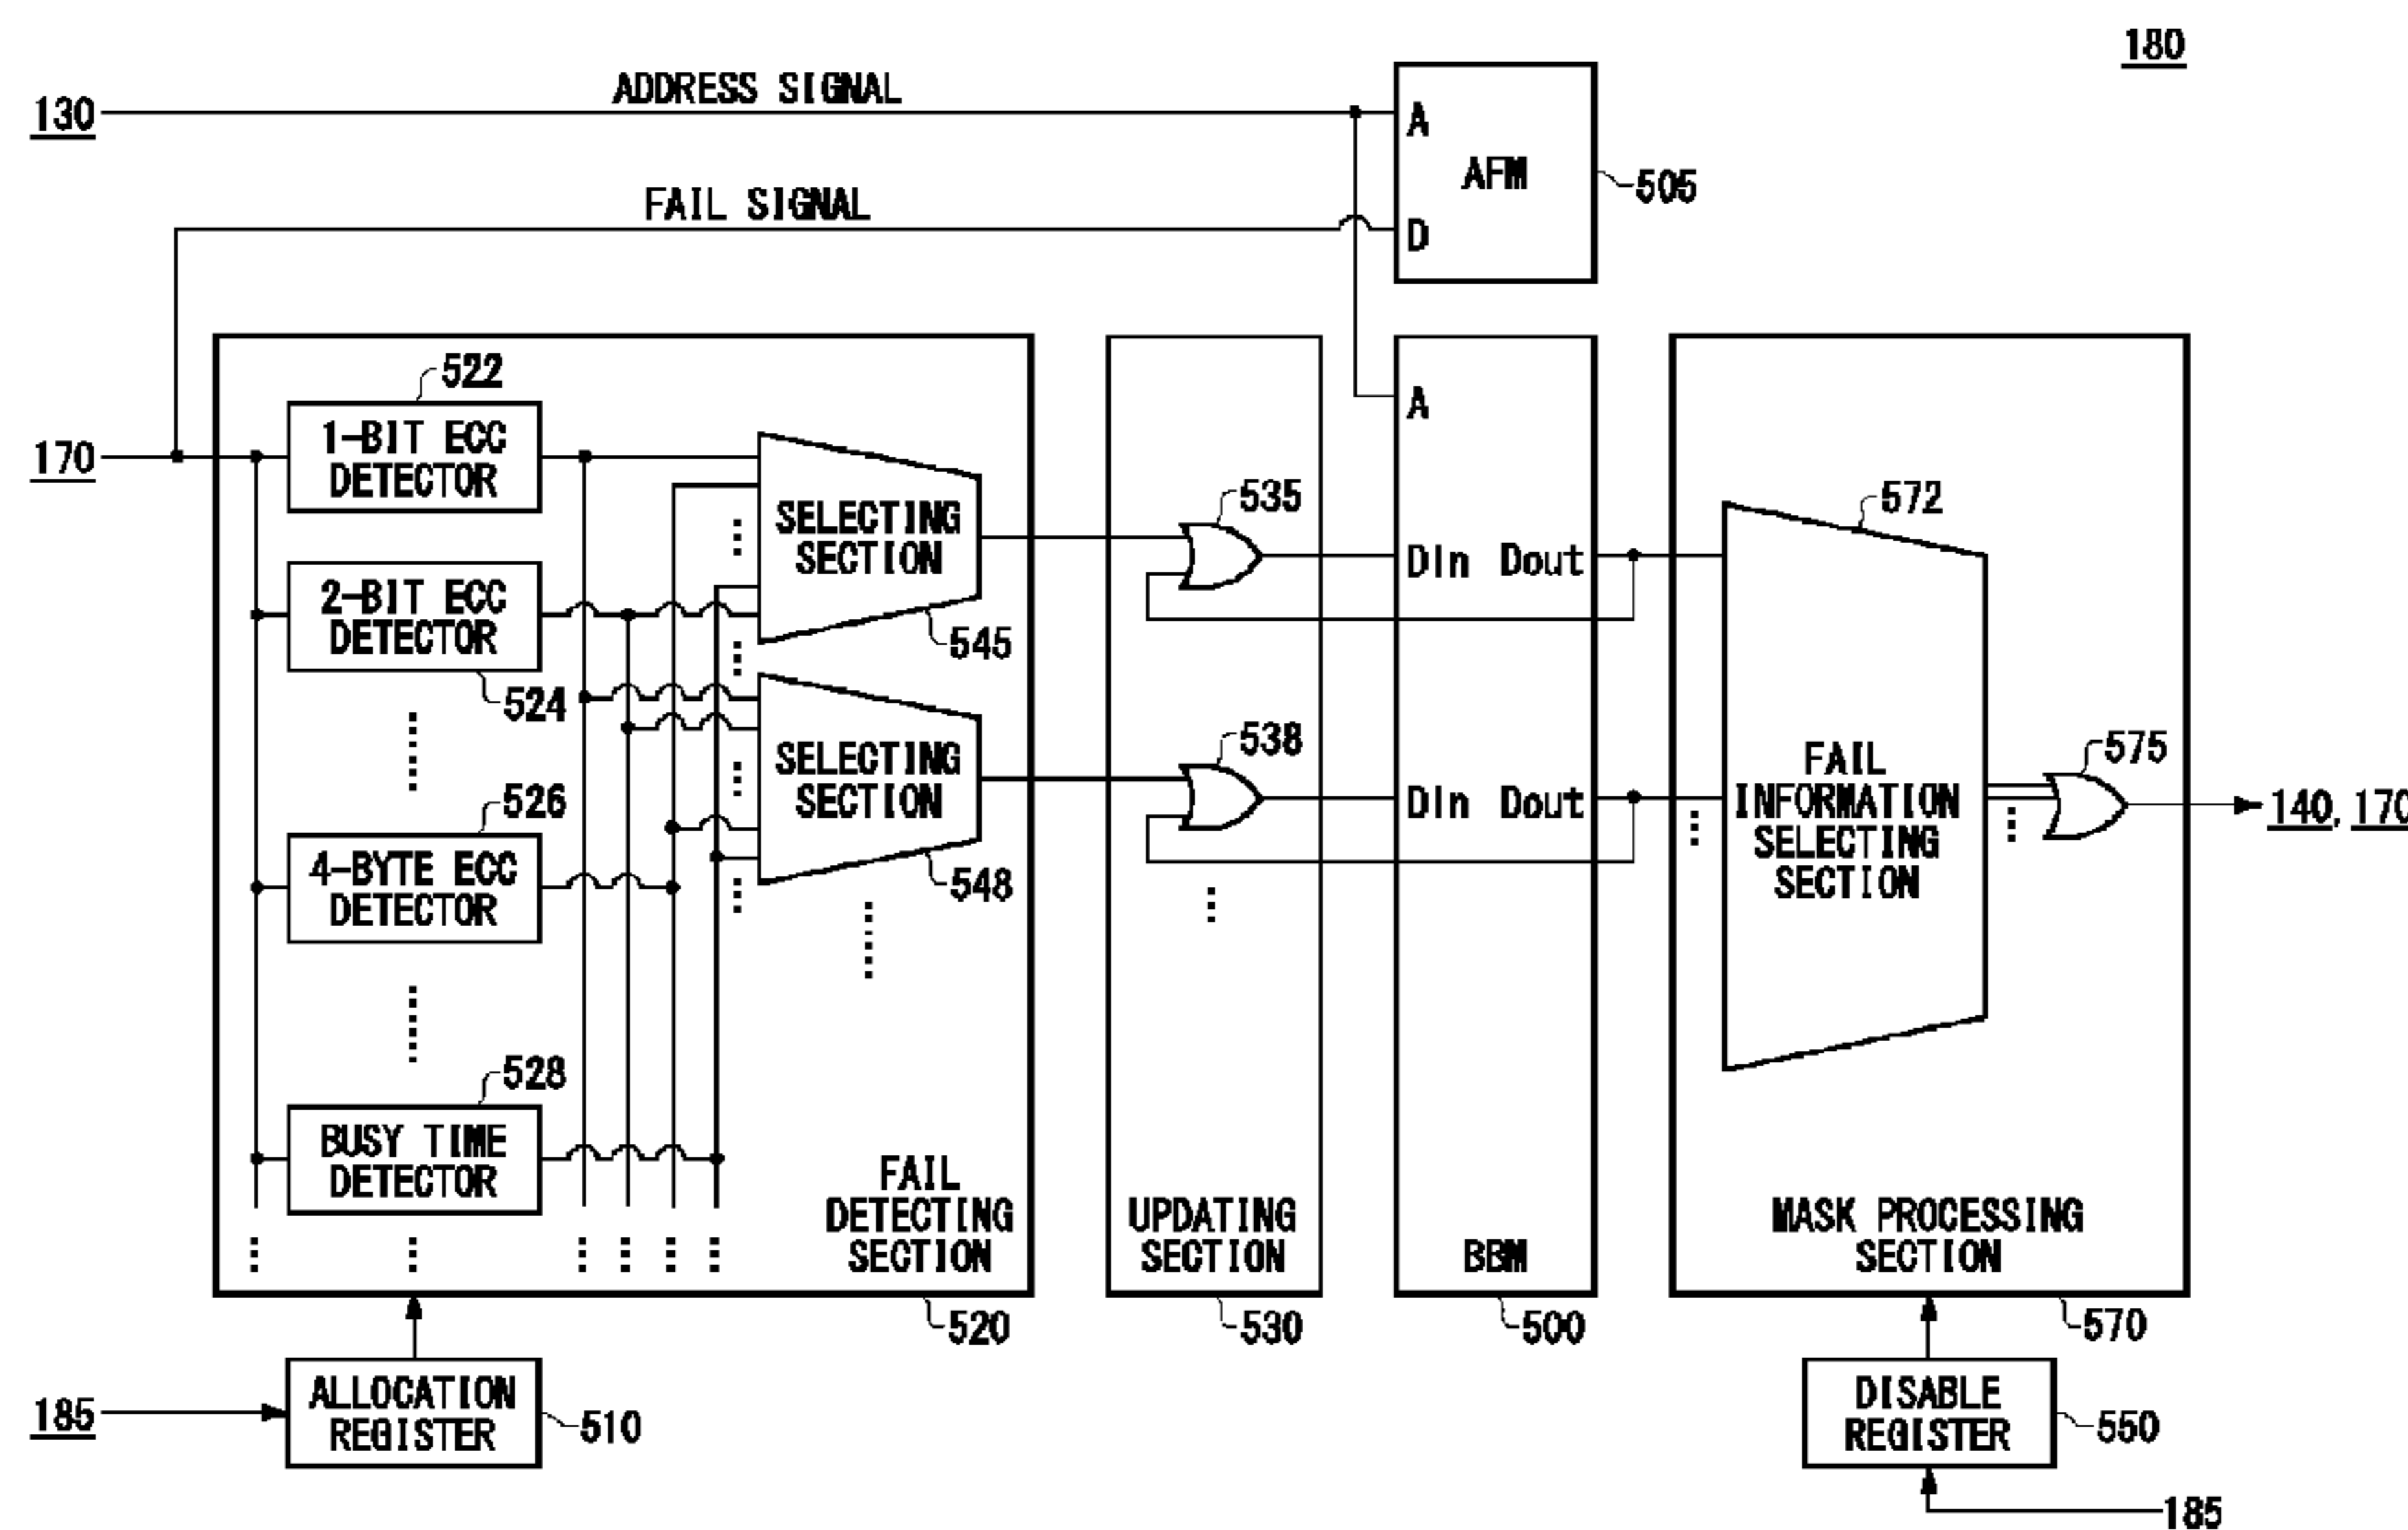 180
ADDRESS SIGNAL
130
A
AFM
505
FAIL SIGNAL
D
522
1-BIT ECC
DETECTOR
170
SELECTING
SECTION
545
2-BIT ECC
DETECTOR
524
SELECTING
SECTION
548
526
4-BYTE ECC
DETECTOR
528
BUSY TIME
DETECTOR
FAIL
DETECTING
SECTION
520
535
538
UPDATING
SECTION
530
A
DIn Dout
DIn Dout
BBM
500
572
FAIL
INFORMATION
SELECTING
SECTION
575
140, 170
MASK PROCESSING
SECTION
570
185
ALLOCATION
REGISTER
510
DISABLE
REGISTER
550
185